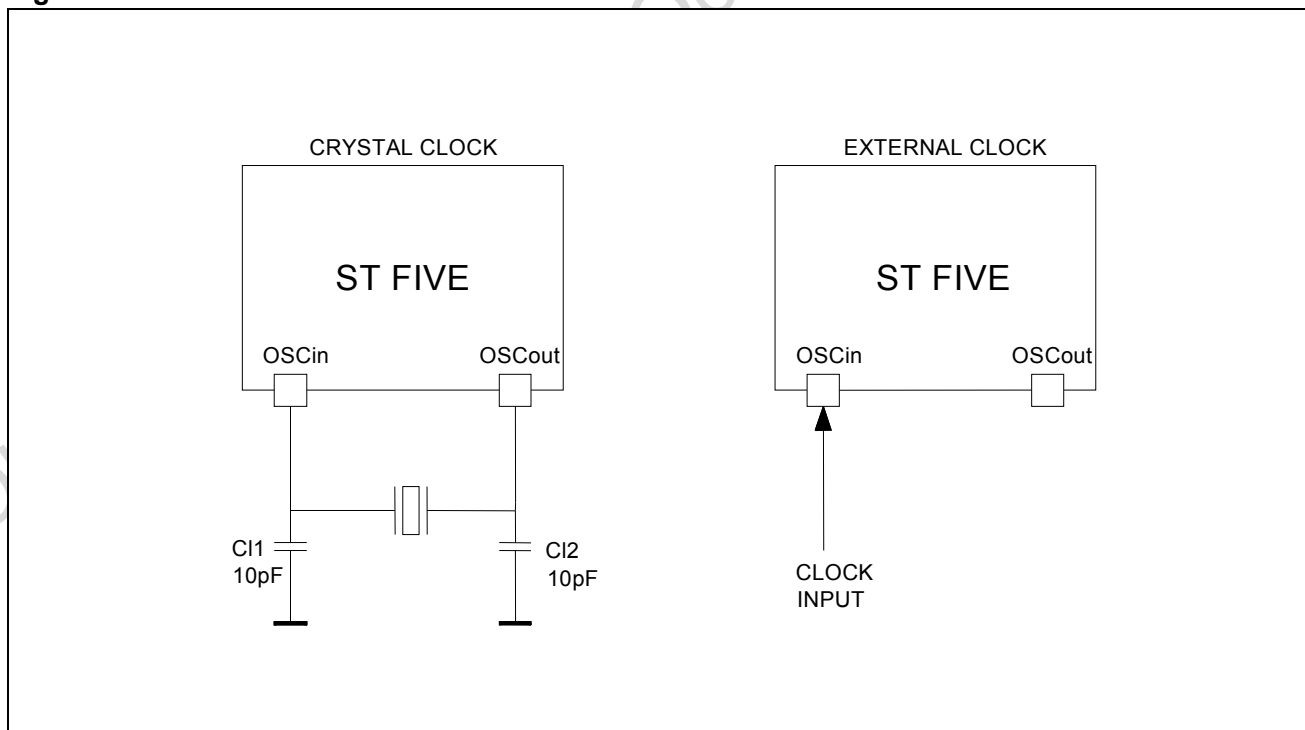 CRYSTAL CLOCK
ST FIVE
OSCin
OSCout
Cl1
10pF
Cl2
10pF
EXTERNAL CLOCK
ST FIVE
OSCin
OSCout
CLOCK
INPUT